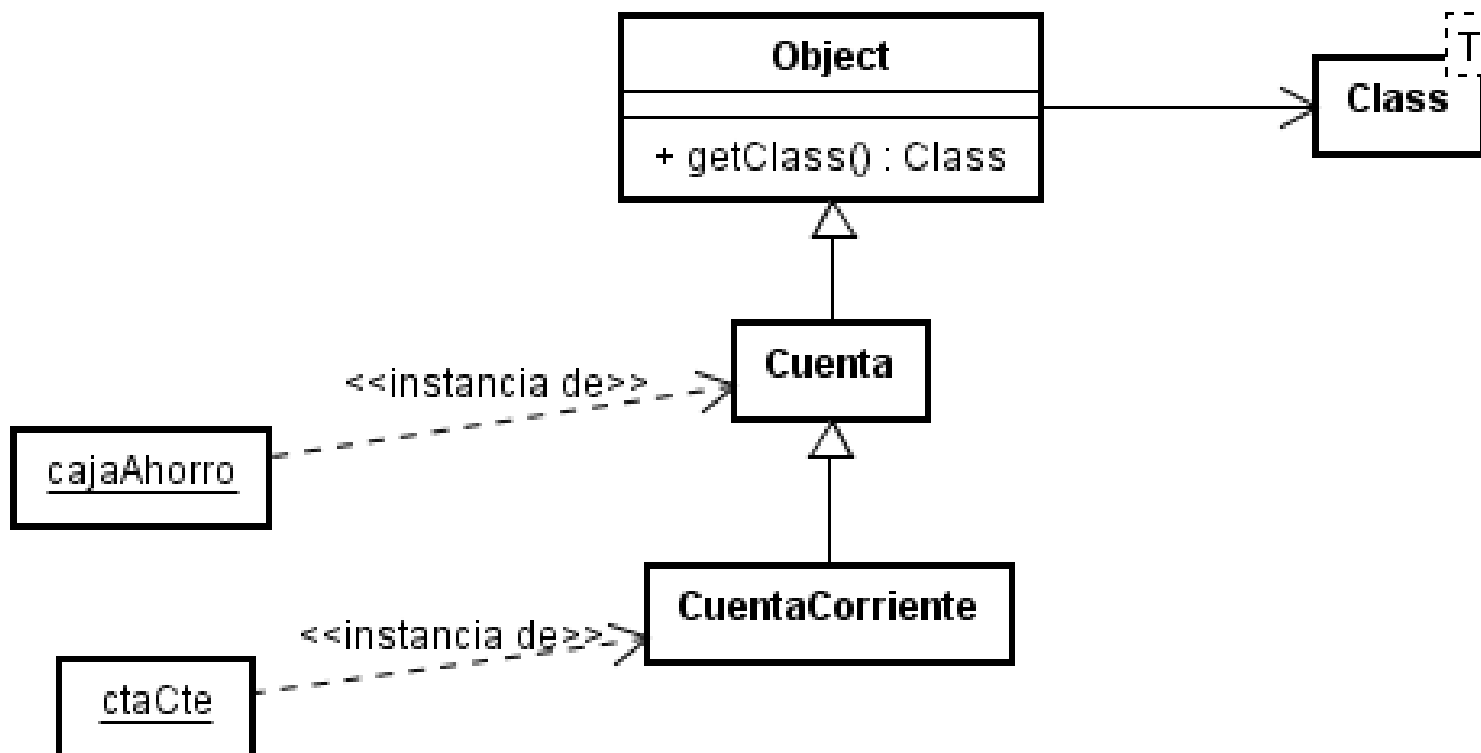 Object
T
Class
+ getClass() : Class
Cuenta
<<instancia de>>
cajaAhorro
CuentaCorriente
<<instancia de>>
ctaCte